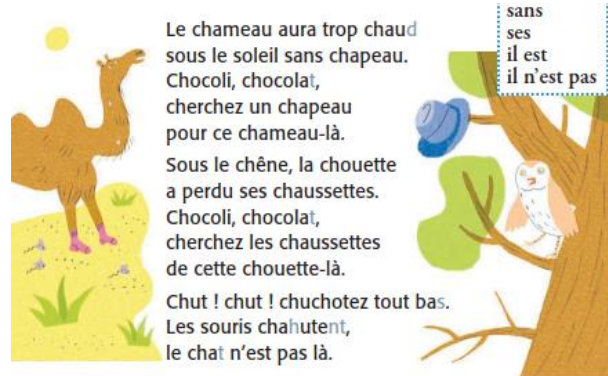 sans
ses
il est
il n'est pas
Le chameau aura trop chaud
sous le soleil sans chapeau.
Chocoli, chocolat,
cherchez un chapeau
pour ce chameau-là.
Sous le chêne, la chouette
a perdu ses chaussettes.
Chocoli, chocolat,
cherchez les chaussettes
de cette chouette-là.
Chut ! chut ! chuchotez tout bas.
Les souris chahutent,
le chat n'est pas là.